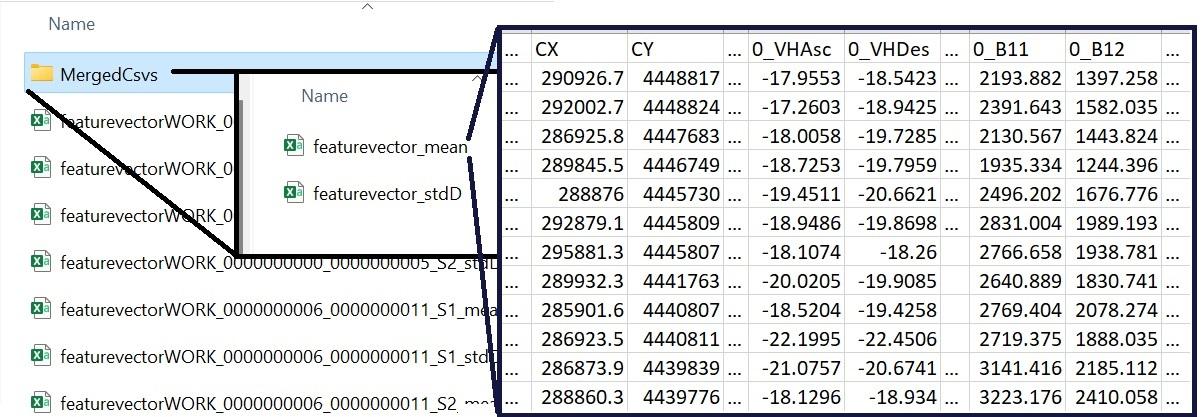 Name
MergedCsvs
featurevectorWORK_0
featurevectorWORK_0
featurevectorWORK_0
featurevectorWORK_0000000000_0000000005_S2_stdD
featurevectorWORK_0000000006_0000000011_S1_mea
featurevectorWORK_0000000006_0000000011_S1_stdD
featurevectorWORK_0000000006_0000000011_S2_mea
Name
featurevector_mean
featurevector_stdD
... CX CY ... 0_VHAsc 0_VHDes ... 0_B11 0_B12 ...
... 290926.7 4448817 ... -17.9553 -18.5423 ... 2193.882 1397.258 ...
... 292002.7 4448824 ... -17.2603 -18.9425 ... 2391.643 1582.035 ...
... 286925.8 4447683 ... -18.0058 -19.7285 ... 2130.567 1443.824 ...
... 289845.5 4446749 ... -18.7253 -19.7959 ... 1935.334 1244.396 ...
... 288876 4445730 ... -19.4511 -20.6621 ... 2496.202 1676.776 ...
... 292879.1 4445809 ... -18.9486 -19.8698 ... 2831.004 1989.193 ...
... 295881.3 4445807 ... -18.1074 -18.26 ... 2766.658 1938.781 ...
... 289932.3 4441763 ... -20.0205 -19.9085 ... 2640.889 1830.741 ...
... 285901.6 4440807 ... -18.5204 -19.4258 ... 2769.404 2078.274 ...
... 286923.5 4440811 ... -22.1995 -22.4506 ... 2719.375 1888.035 ...
... 286873.9 4439839 ... -21.0757 -20.6741 ... 3141.416 2185.112 ...
... 288860.3 4439776 ... -18.1296 -18.934 ... 3223.176 2410.058 ...